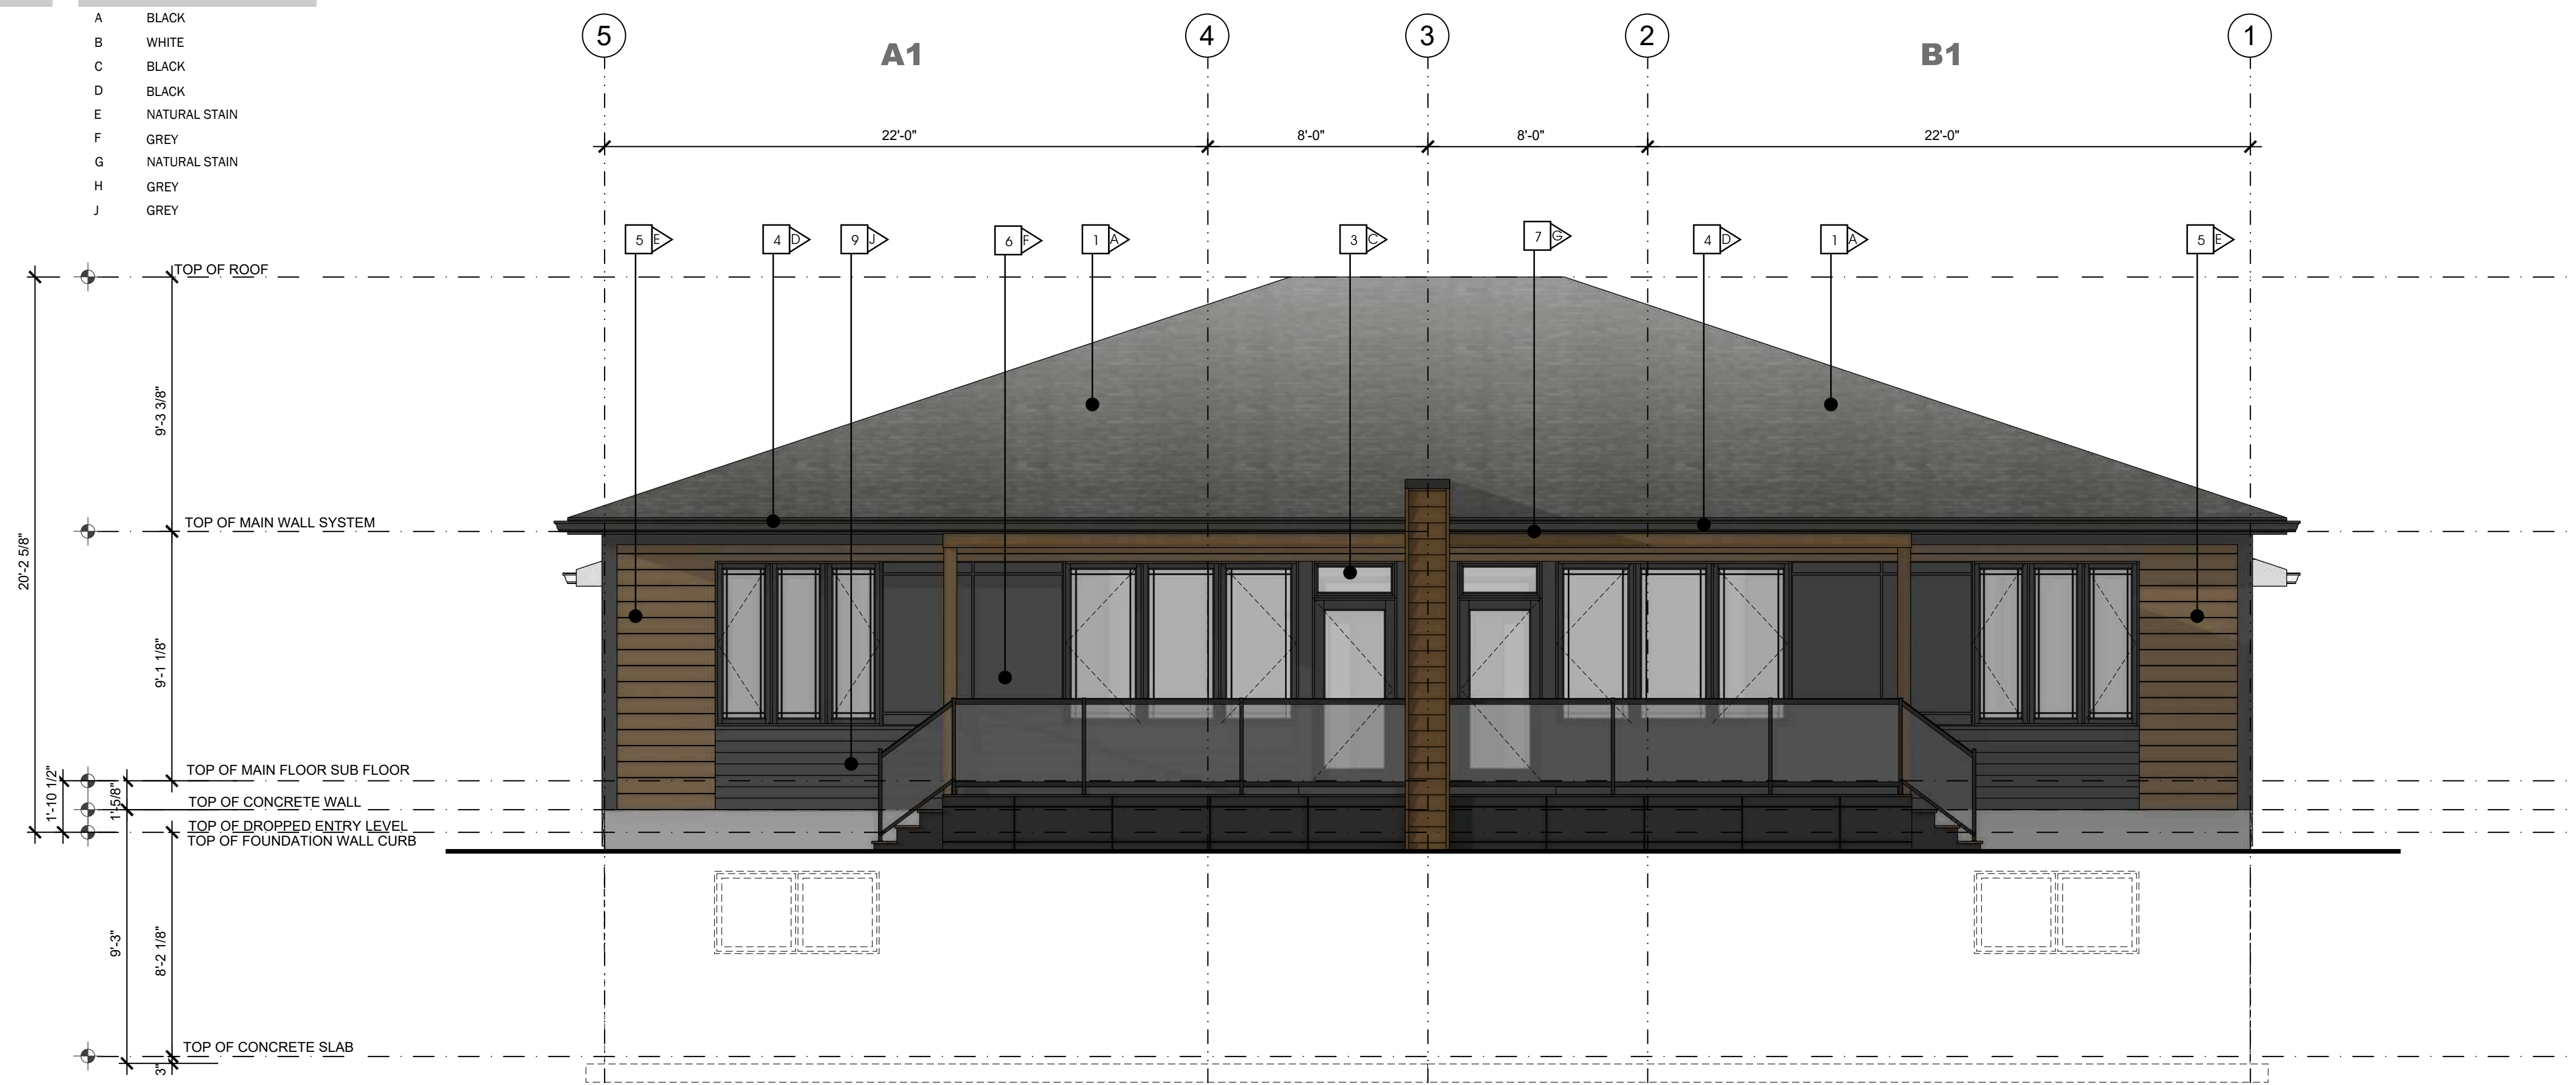 A BLACK
B WHITE
C BLACK
D BLACK
E NATURAL STAIN
F GREY
G NATURAL STAIN
H GREY
J GREY
5 4 3 2 1
A1 B1
22'-0" 8'-0" 8'-0" 22'-0"
5 E 4 D 9 J 6 F 1 A 3 C 7 G 4 D 1 A 5 E
TOP OF ROOF
9'-3 3/8"
TOP OF MAIN WALL SYSTEM
20'-2 5/8"
9'-1 1/8"
TOP OF MAIN FLOOR SUB FLOOR
1'-10 1/2"
1'-5/8"
TOP OF CONCRETE WALL
TOP OF DROPPED ENTRY LEVEL
TOP OF FOUNDATION WALL CURB
9'-3"
8'-2 1/8"
TOP OF CONCRETE SLAB
3"